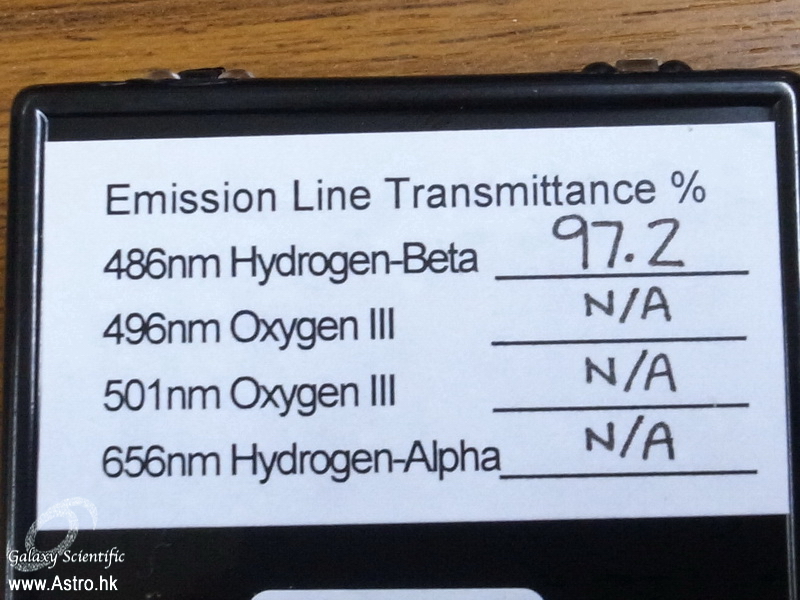 Emission Line Transmittance %
486nm Hydrogen-Beta 97.2
496nm Oxygen III N/A
501nm Oxygen III N/A
656nm Hydrogen-Alpha N/A
Galaxy Scientific
www.Astro.hk